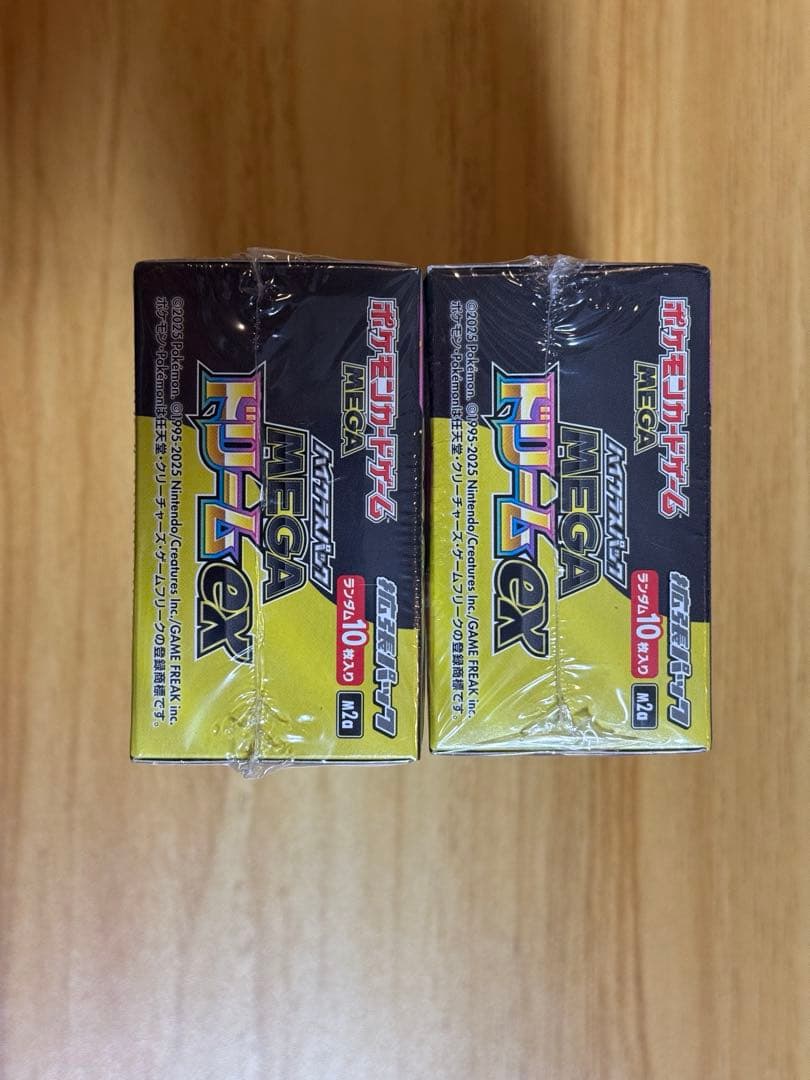 ポケモンカードゲーム
MEGA
拡張パック
ハイクラスパック
MEGA
ドリームex
ランダム10枚入り
M2a
©2025 Pokémon. ©1995-2025 Nintendo/Creatures Inc./GAME FREAK inc.
ポケモン・Pokémonは任天堂・クリーチャーズ・ゲームフリークの登録商標です。
ポケモンカードゲーム
MEGA
拡張パック
ハイクラスパック
MEGA
ドリームex
ランダム10枚入り
M2a
©2025 Pokémon. ©1995-2025 Nintendo/Creatures Inc./GAME FREAK inc.
ポケモン・Pokémonは任天堂・クリーチャーズ・ゲームフリークの登録商標です。